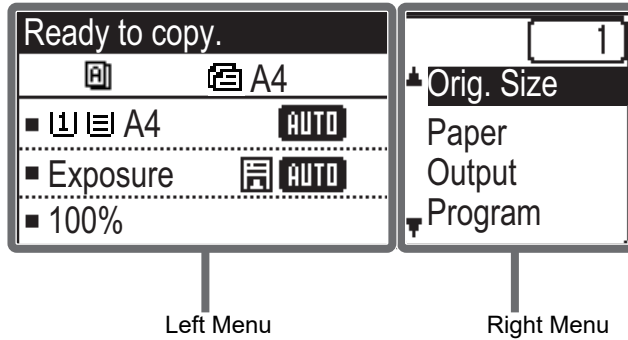 Ready to copy.
A A4
1 A4 AUTO
Exposure AUTO
100%
1
Orig. Size
Paper
Output
Program
Left Menu
Right Menu